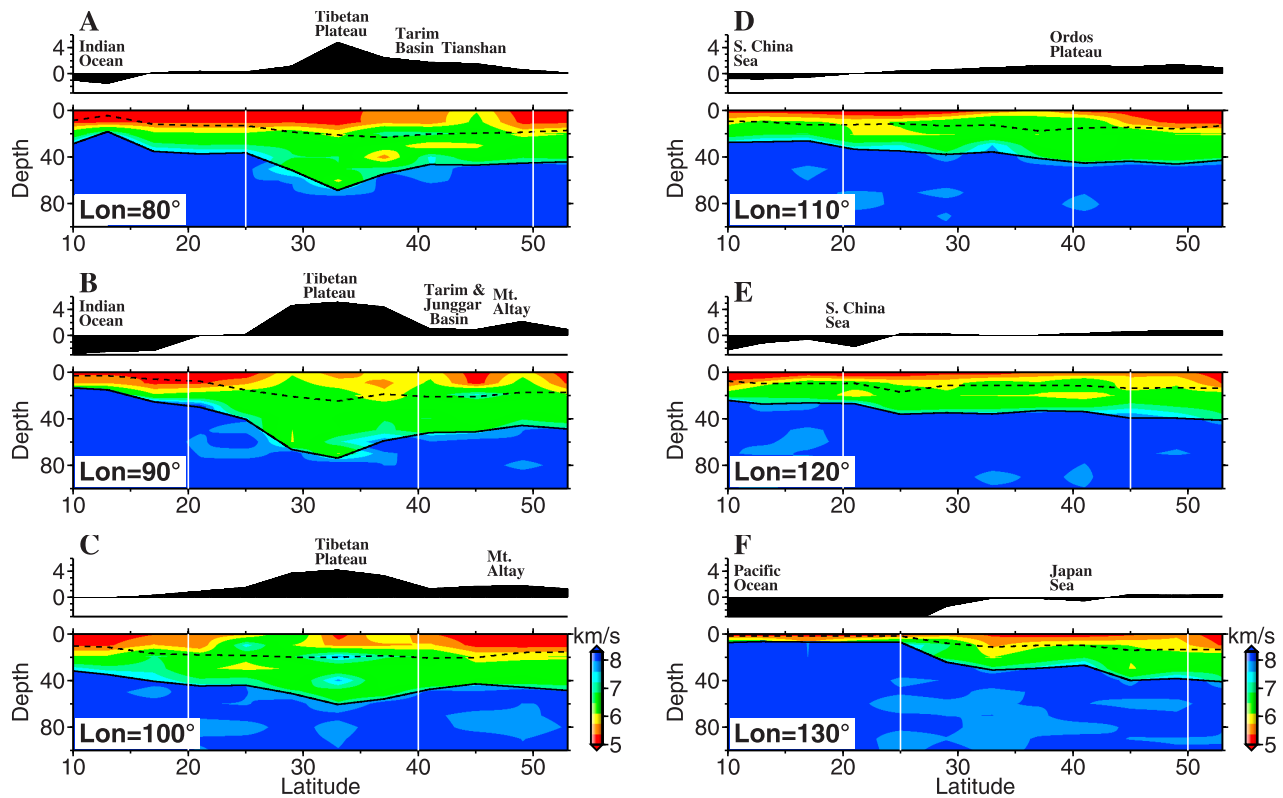 A
Tibetan
Plateau
Indian
Ocean
Tarim
Basin Tianshan
4
0
0
40
80
Depth
Lon=80°
10 20 30 40 50
B
Tibetan
Plateau
Indian
Ocean
Tarim &
Junggar
Basin
Mt.
Altay
4
0
0
40
80
Depth
Lon=90°
10 20 30 40 50
C
Tibetan
Plateau
Mt.
Altay
4
0
0
40
80
Depth
Lon=100°
10 20 30 40 50
Latitude
km/s
8
7
6
5
D
S. China
Sea
Ordos
Plateau
4
0
0
40
80
Depth
Lon=110°
10 20 30 40 50
E
S. China
Sea
4
0
0
40
80
Depth
Lon=120°
10 20 30 40 50
F
Pacific
Ocean
Japan
Sea
4
0
0
40
80
Depth
Lon=130°
10 20 30 40 50
Latitude
km/s
8
7
6
5